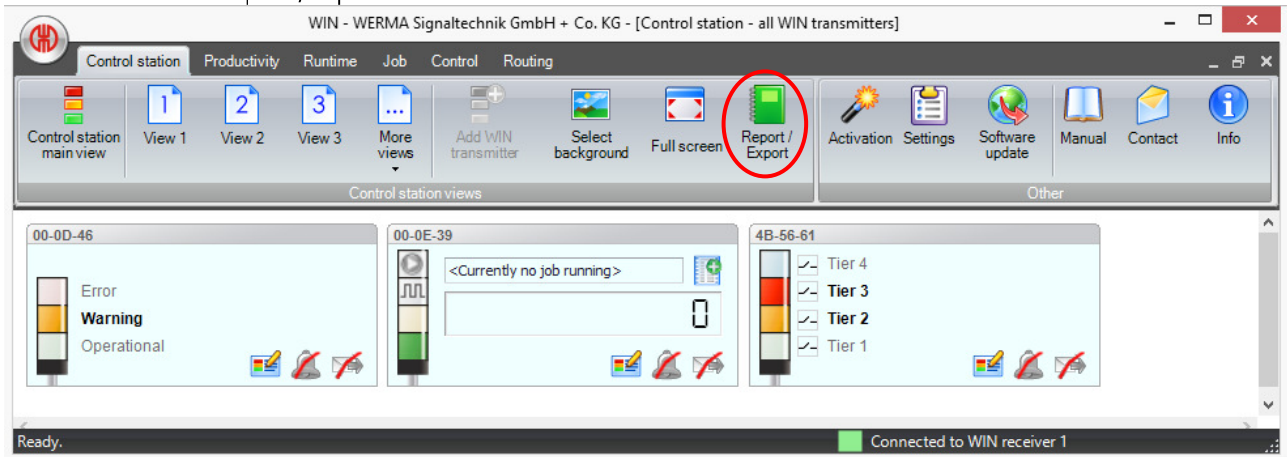 WIN - WERMA Signaltechnik GmbH + Co. KG - [Control station - all WIN transmitters]
Control station Productivity Runtime Job Control Routing
Control station main view
View 1
View 2
View 3
More views
Add WIN transmitter
Select background
Full screen
Report / Export
Activation
Settings
Software update
Manual
Contact
Info
1
2
3
...
Control station views
Other
00-0D-46
Error
Warning
Operational
00-0E-39
<Currently no job running>
0
4B-56-61
Tier 4
Tier 3
Tier 2
Tier 1
Ready.
Connected to WIN receiver 1